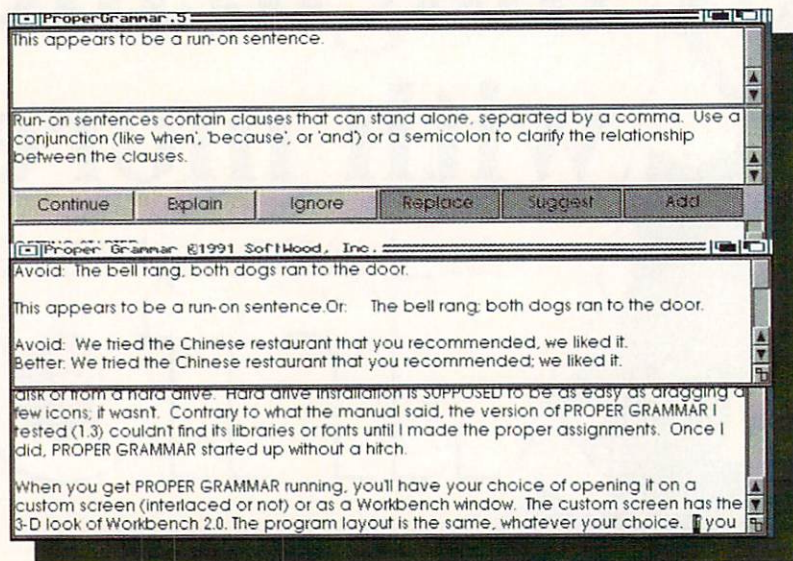 ProperGrammar.5
This appears to be a run-on sentence.
Run-on sentences contain clauses that can stand alone, separated by a comma. Use a
conjunction (like 'when', 'because', or 'and') or a semicolon to clarify the relationship
between the clauses.
Continue Explain Ignore Replace Suggest Add
Proper Grammar ©1991 SoftWood, Inc.
Avoid: The bell rang, both dogs ran to the door.
This appears to be a run-on sentence.Or: The bell rang; both dogs ran to the door.
Avoid: We tried the Chinese restaurant that you recommended, we liked it.
Better: We tried the Chinese restaurant that you recommended; we liked it.
disk or from a hard drive. Hard drive installation is SUPPOSED to be as easy as dragging a
few icons; it wasn't. Contrary to what the manual said, the version of PROPER GRAMMAR I
tested (1.3) couldn't find its libraries or fonts until I made the proper assignments. Once I
did, PROPER GRAMMAR started up without a hitch.
When you get PROPER GRAMMAR running, you'll have your choice of opening it on a
custom screen (interlaced or not) or as a Workbench window. The custom screen has the
3-D look of Workbench 2.0. The program layout is the same, whatever your choice. If you